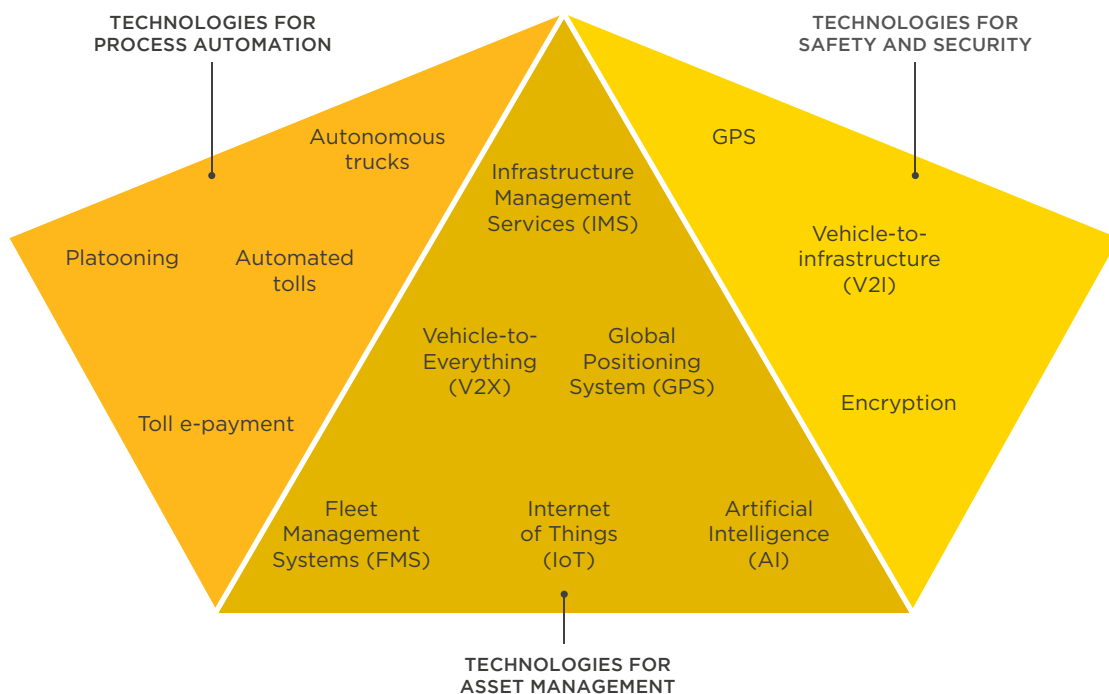 TECHNOLOGIES FOR
PROCESS AUTOMATION
TECHNOLOGIES FOR
SAFETY AND SECURITY
Autonomous
trucks
Platooning
Automated
tolls
Toll e-payment
Infrastructure
Management
Services (IMS)
Vehicle-to-
Everything
(V2X)
Global
Positioning
System (GPS)
Fleet
Management
Systems (FMS)
Internet
of Things
(IoT)
Artificial
Intelligence
(AI)
GPS
Vehicle-to-
infrastructure
(V2I)
Encryption
TECHNOLOGIES FOR
ASSET MANAGEMENT